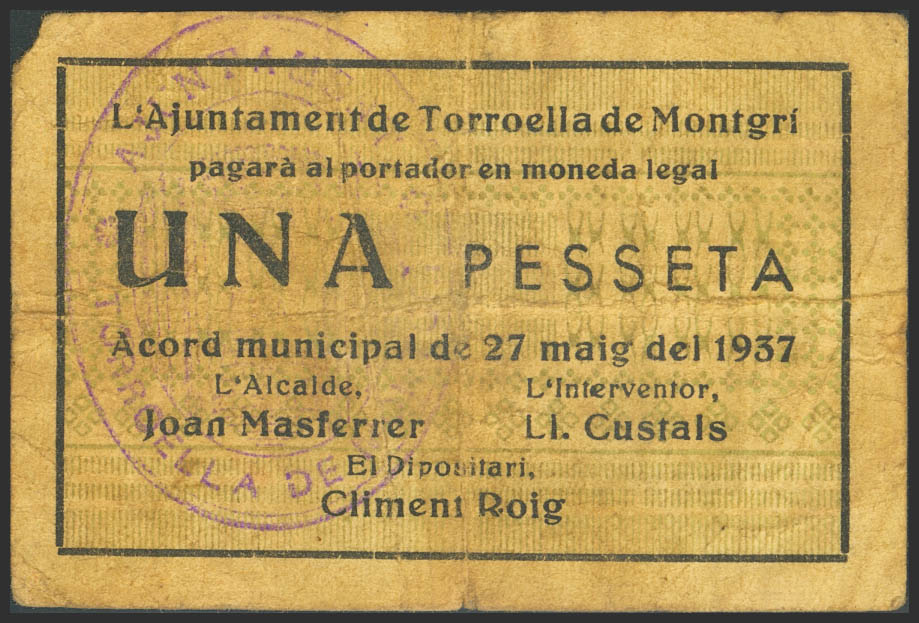 L'Ajuntament de Torroella de Montgrí
pagarà al portador en moneda legal
UNA PESSETA
Acord municipal de 27 maig del 1937
L'Alcalde, L'Interventor,
Joan Masferrer Ll. Custals
El Dipositari,
Climent Roig